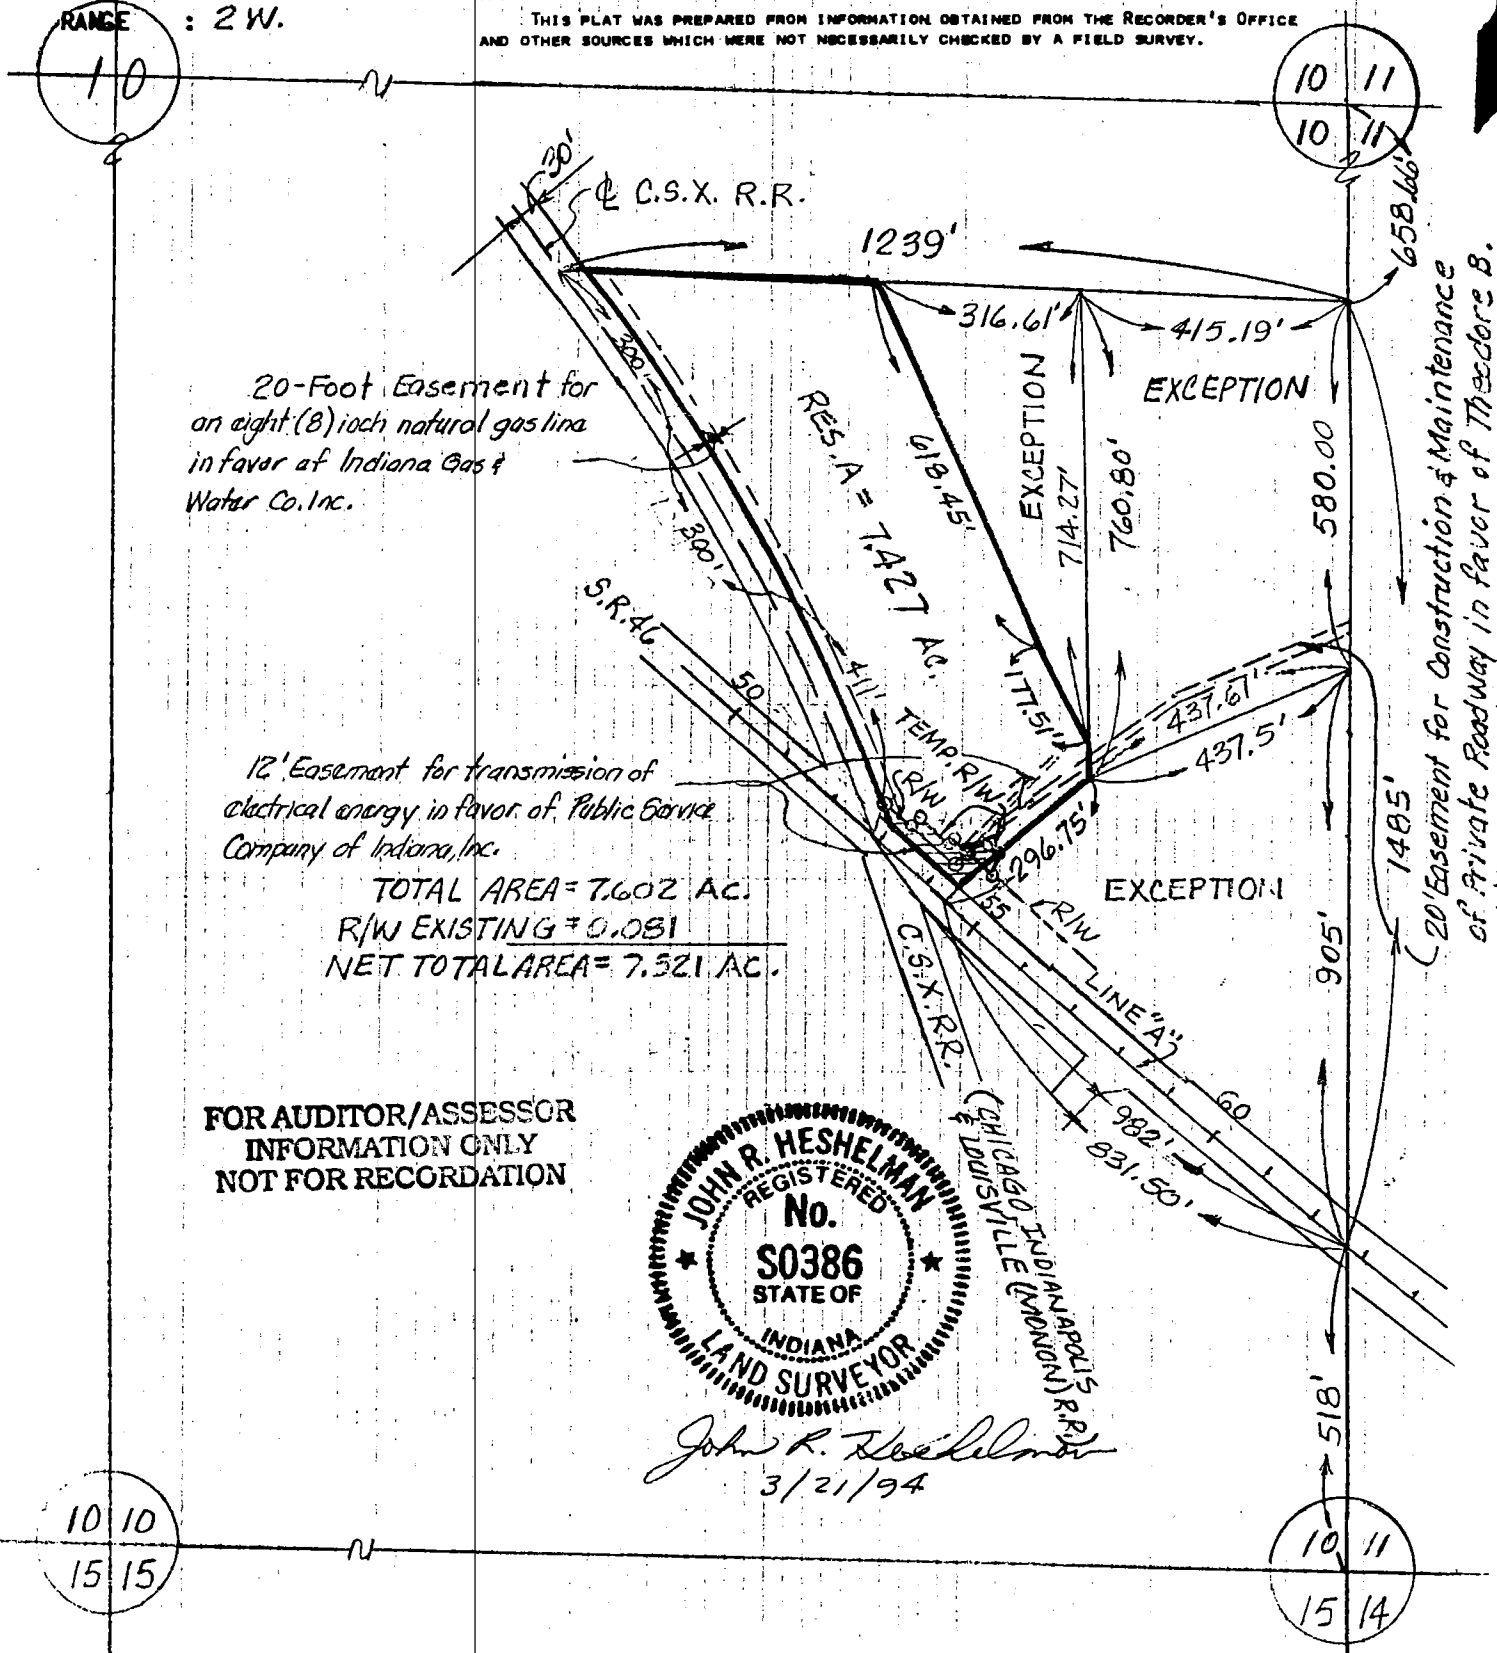 RANGE : 2 W.
THIS PLAT WAS PREPARED FROM INFORMATION OBTAINED FROM THE RECORDER'S OFFICE
AND OTHER SOURCES WHICH WERE NOT NECESSARILY CHECKED BY A FIELD SURVEY.
10
10 11
10 11
30'
℄ C.S.X. R.R.
658.66'
1239'
316.61'
415.19'
300'
EXCEPTION
EXCEPTION
20-Foot Easement for
an eight (8) inch natural gas line
in favor of Indiana Gas &
Water Co. Inc.
RES. A = 7.427 AC.
618.45'
714.27'
760.80'
580.00
300'
20' Easement for Construction & Maintenance
of Private Roadway in favor of Theodore B.
S.R. 46
50
411'
177.51'
437.67'
437.5'
TEMP. R/W
R/W
12' Easement for transmission of
electrical energy in favor of Public Service
Company of Indiana, Inc.
1485'
296.75'
EXCEPTION
TOTAL AREA = 7.602 AC.
R/W EXISTING = 0.081
NET TOTAL AREA = 7.521 AC.
55
R/W
905'
C.S.X. R.R.
LINE "A"
60
982'
831.50'
(CHICAGO, INDIANAPOLIS
& LOUISVILLE (MONON) R.R.)
FOR AUDITOR/ASSESSOR
INFORMATION ONLY
NOT FOR RECORDATION
JOHN R. HESHELMAN
REGISTERED
No.
S0386
STATE OF
INDIANA
LAND SURVEYOR
John R. Heshelman
3/21/94
518'
10 10
15 15
10 11
15 14